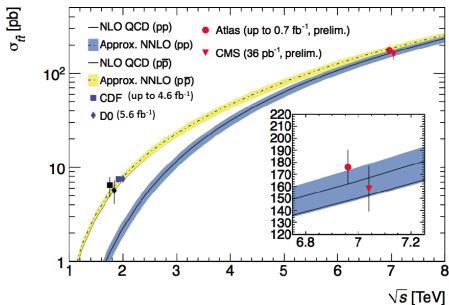 σtt̄ [pb]
NLO QCD (pp)
Approx. NNLO (pp)
NLO QCD (pp̄)
Approx. NNLO (pp̄)
CDF (up to 4.6 fb⁻¹)
D0 (5.6 fb⁻¹)
Atlas (up to 0.7 fb⁻¹, prelim.)
CMS (36 pb⁻¹, prelim.)
10²
10
1
220
210
200
190
180
170
160
150
140
130
120
6.8 7 7.2
1 2 3 4 5 6 7 8
√s [TeV]